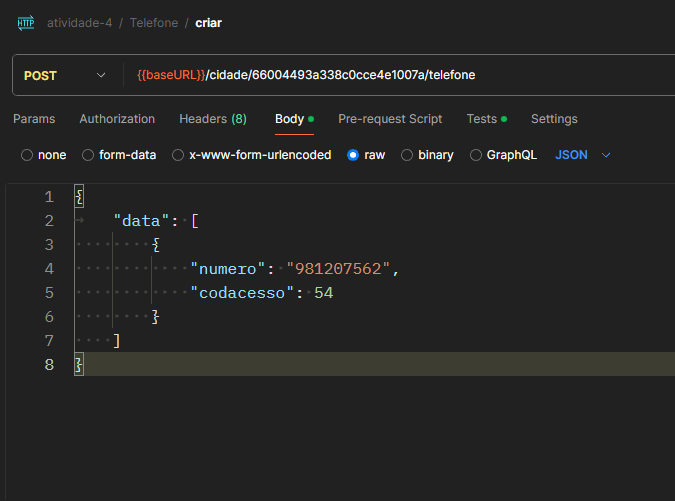 HTTP atividade-4 / Telefone / criar
POST {{baseURL}}/cidade/66004493a338c0cce4e1007a/telefone
Params Authorization Headers (8) Body Pre-request Script Tests Settings
none form-data x-www-form-urlencoded raw binary GraphQL JSON
1 {
2 "data": [
3 {
4 "numero": "981207562",
5 "codacesso": 54
6 }
7 ]
8 }